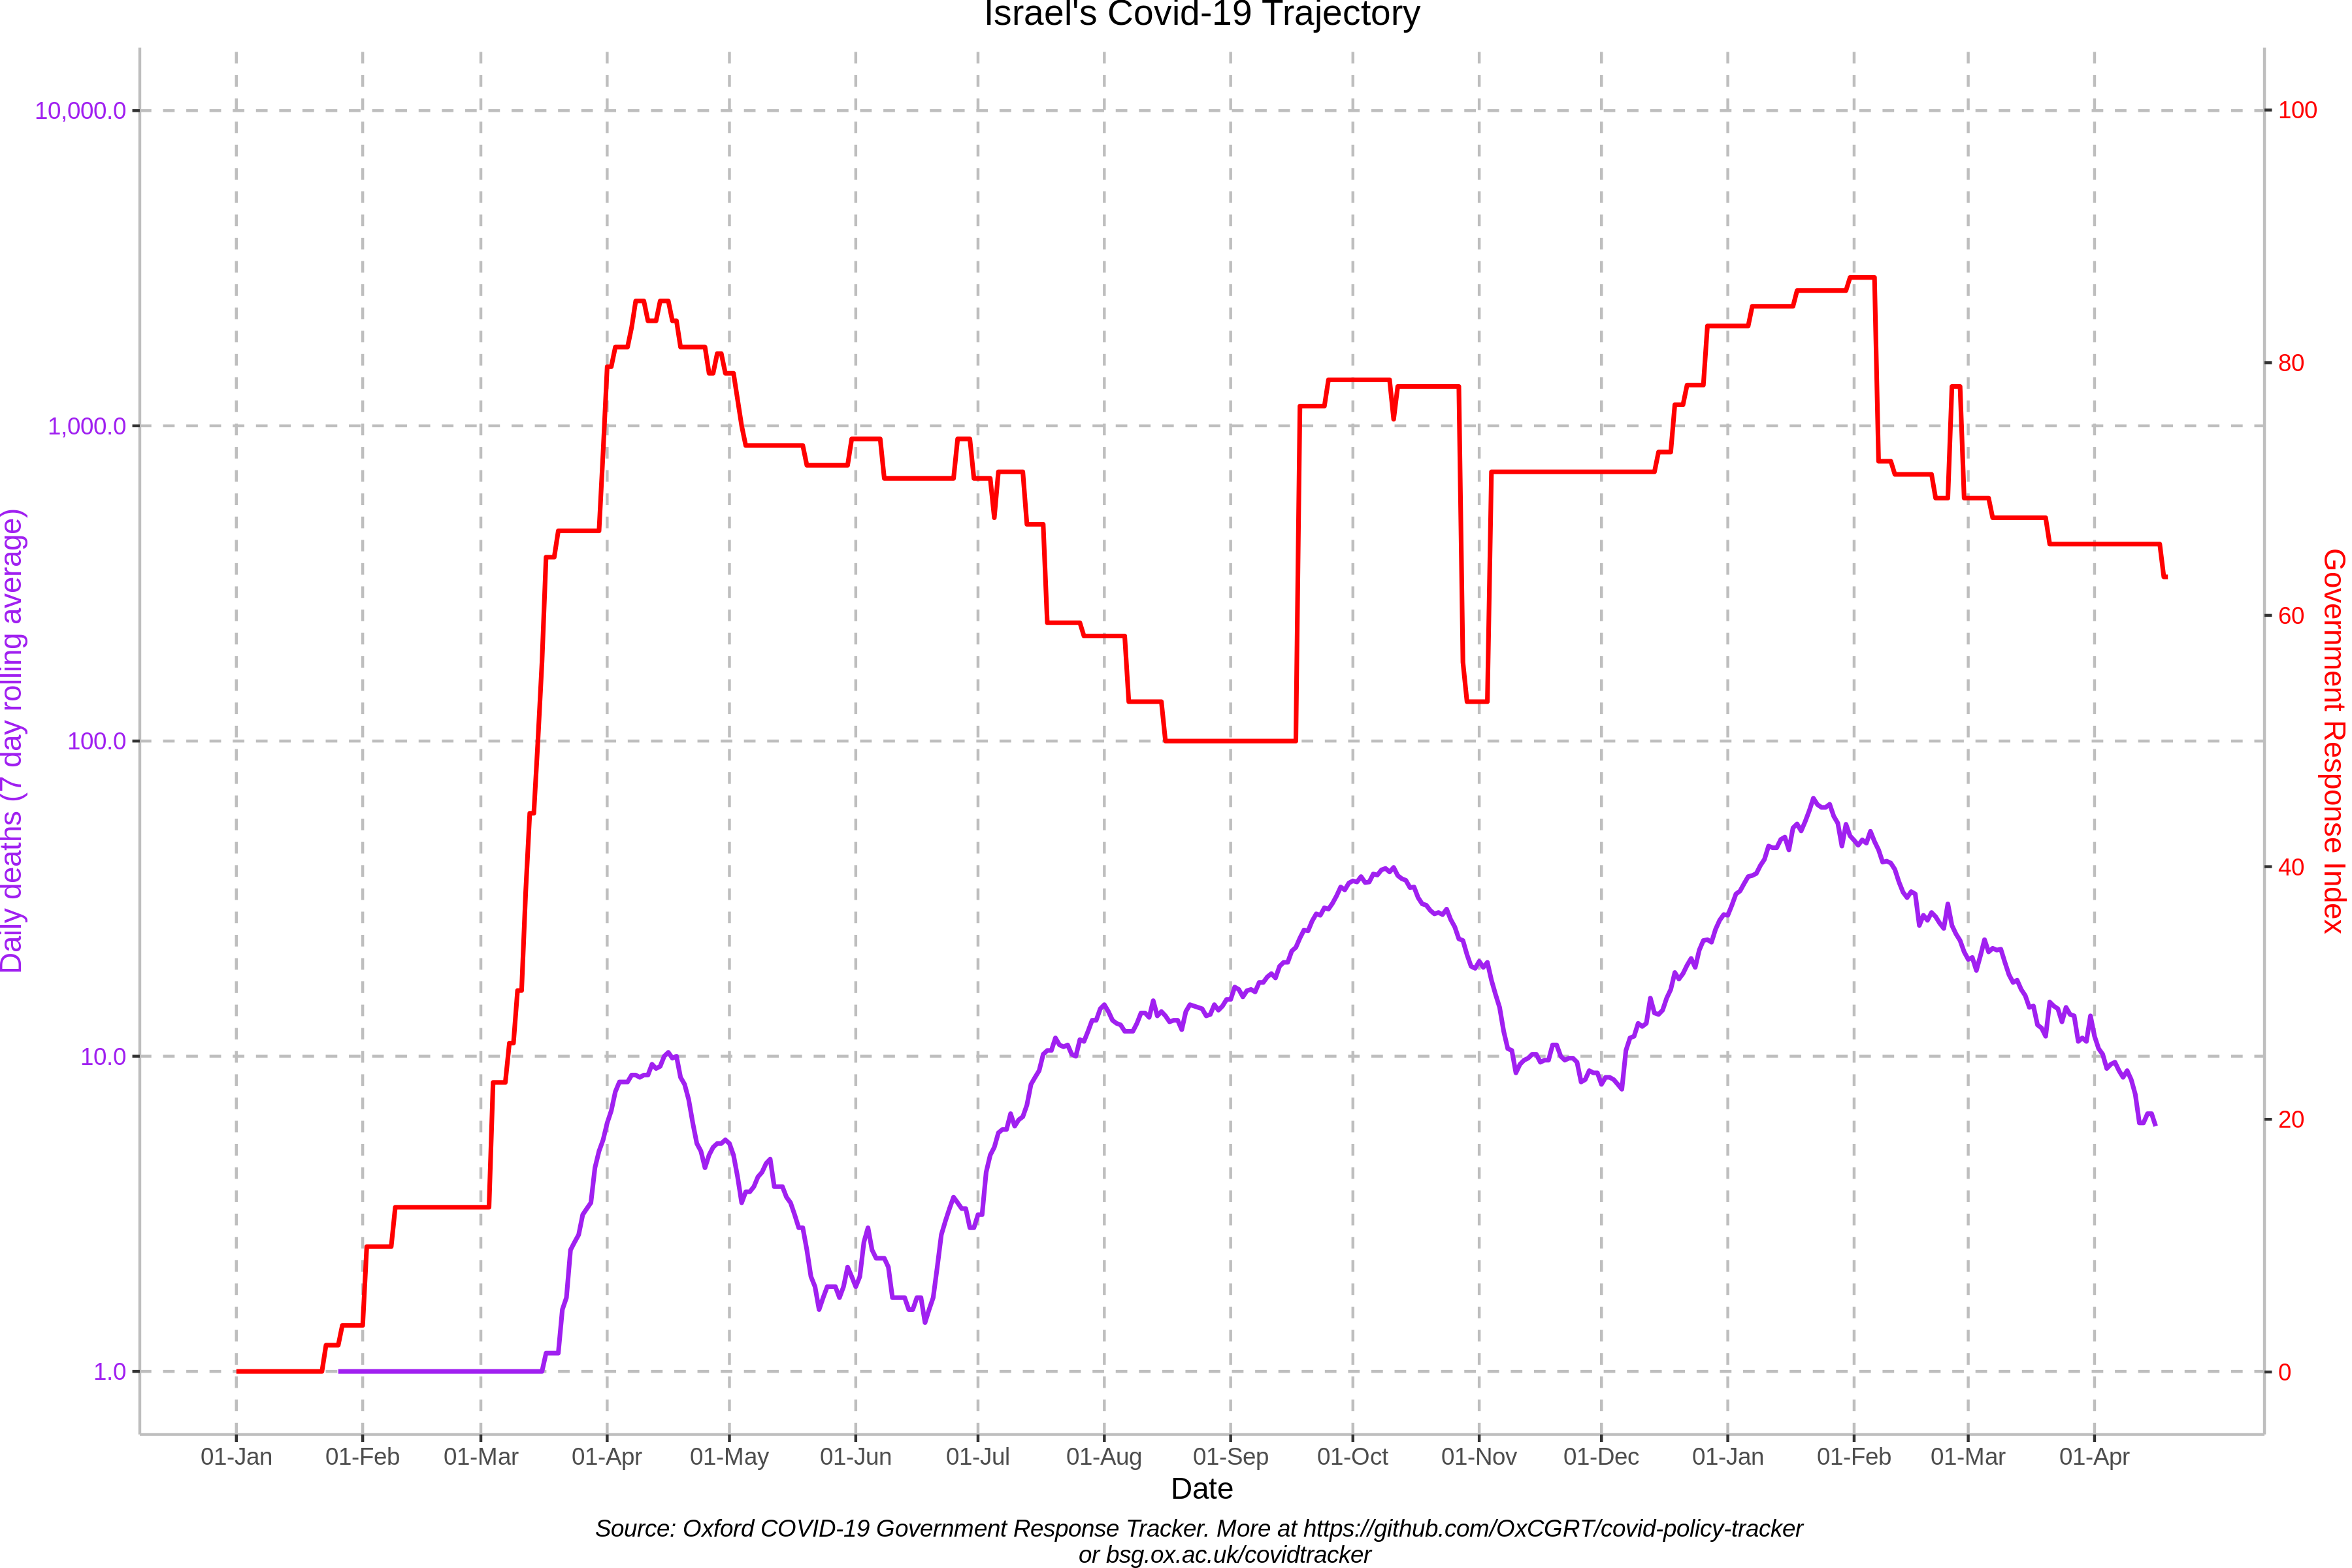 Israel's Covid-19 Trajectory
10,000.0
1,000.0
100.0
10.0
1.0
Daily deaths (7 day rolling average)
100
80
60
40
20
0
Government Response Index
01-Jan
01-Feb
01-Mar
01-Apr
01-May
01-Jun
01-Jul
01-Aug
01-Sep
01-Oct
01-Nov
01-Dec
01-Jan
01-Feb
01-Mar
01-Apr
Date
Source: Oxford COVID-19 Government Response Tracker. More at https://github.com/OxCGRT/covid-policy-tracker
or bsg.ox.ac.uk/covidtracker